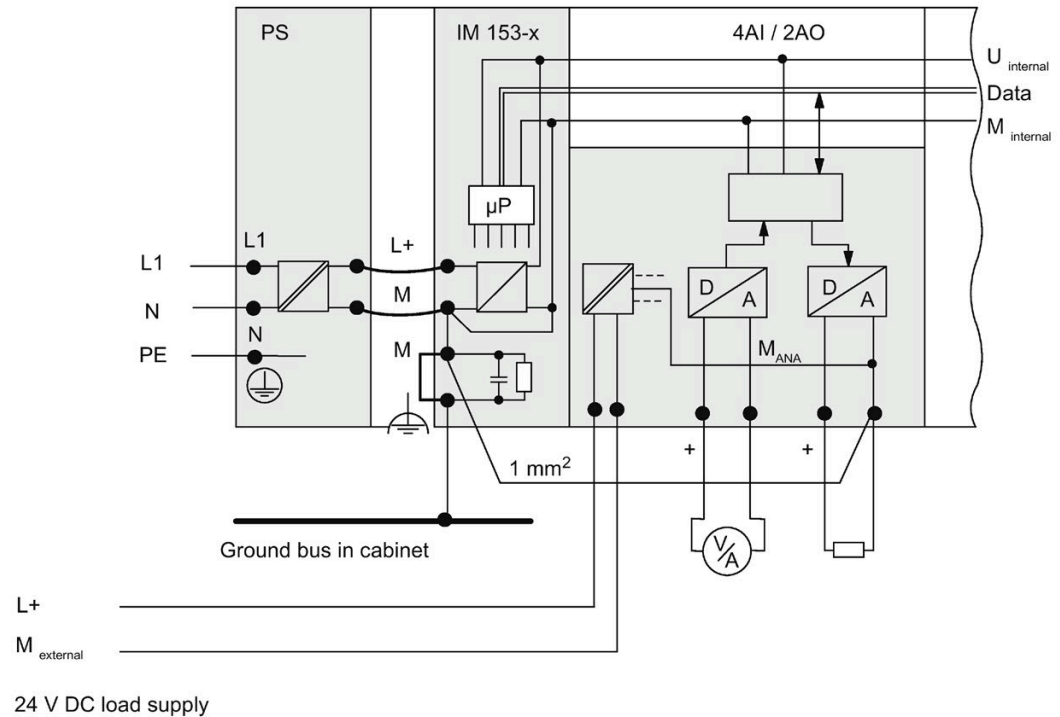 PS
IM 153-x
4AI / 2AO
U internal
Data
M internal
µP
L1
L+
L1
N
M
N
PE
M
D
A
D
A
M ANA
+
+
1 mm²
Ground bus in cabinet
V/A
L+
M external
24 V DC load supply